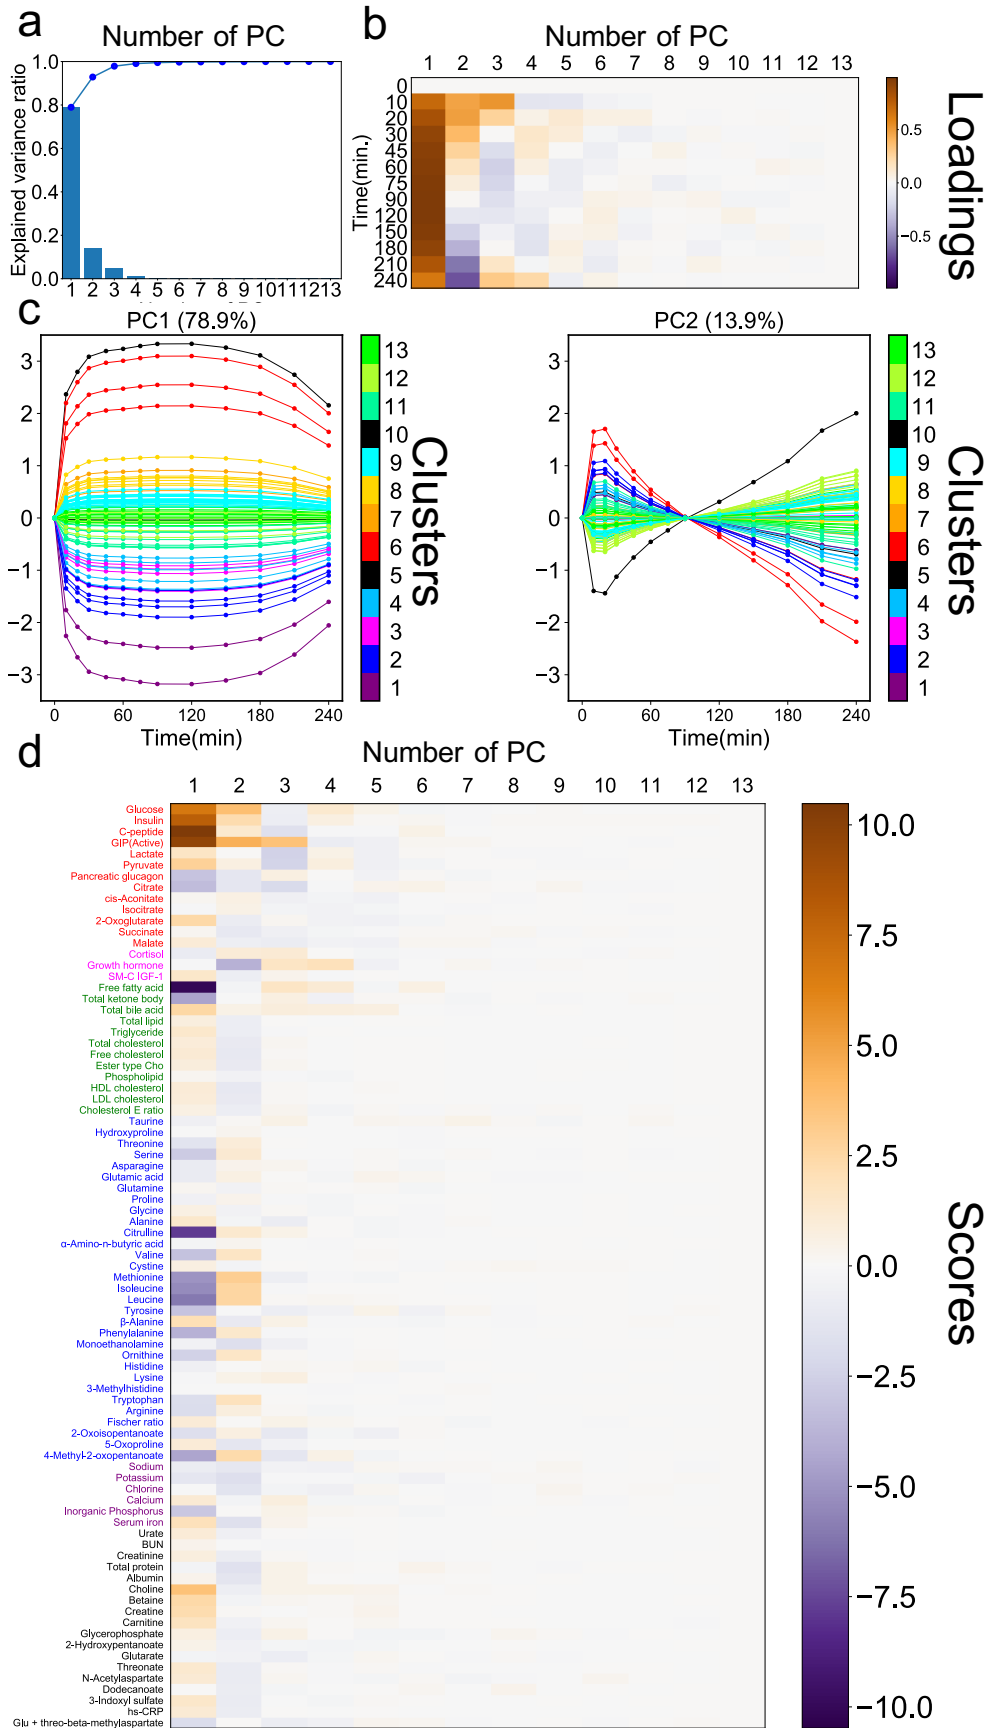 a
Number of PC
Explained variance ratio
1.0
0.8
0.6
0.4
0.2
0.0
1 2 3 4 5 6 7 8 9 10 11 12 13
b
Number of PC
1 2 3 4 5 6 7 8 9 10 11 12 13
Time(min.)
0
10
20
30
45
60
75
90
120
150
180
210
240
0.5
0.0
−0.5
Loadings
c
PC1 (78.9%)
3
2
1
0
−1
−2
−3
0 60 120 180 240
Time(min)
13
12
11
10
9
8
7
6
5
4
3
2
1
Clusters
PC2 (13.9%)
3
2
1
0
−1
−2
−3
0 60 120 180 240
Time(min)
13
12
11
10
9
8
7
6
5
4
3
2
1
Clusters
d
Number of PC
1 2 3 4 5 6 7 8 9 10 11 12 13
Glucose
Insulin
C-peptide
GIP(Active)
Lactate
Pyruvate
Pancreatic glucagon
Citrate
cis-Aconitate
Isocitrate
2-Oxoglutarate
Succinate
Malate
Cortisol
Growth hormone
SM-C IGF-1
Free fatty acid
Total ketone body
Total bile acid
Total lipid
Triglyceride
Total cholesterol
Free cholesterol
Ester type Cho
Phospholipid
HDL cholesterol
LDL cholesterol
Cholesterol E ratio
Taurine
Hydroxyproline
Threonine
Serine
Asparagine
Glutamic acid
Glutamine
Proline
Glycine
Alanine
Citrulline
α-Amino-n-butyric acid
Valine
Cystine
Methionine
Isoleucine
Leucine
Tyrosine
β-Alanine
Phenylalanine
Monoethanolamine
Ornithine
Histidine
Lysine
3-Methylhistidine
Tryptophan
Arginine
Fischer ratio
2-Oxoisopentanoate
5-Oxoproline
4-Methyl-2-oxopentanoate
Sodium
Potassium
Chlorine
Calcium
Inorganic Phosphorus
Serum iron
Urate
BUN
Creatinine
Total protein
Albumin
Choline
Betaine
Creatine
Carnitine
Glycerophosphate
2-Hydroxypentanoate
Glutarate
Threonate
N-Acetylaspartate
Dodecanoate
3-Indoxyl sulfate
hs-CRP
Glu + threo-beta-methylaspartate
10.0
7.5
5.0
2.5
0.0
−2.5
−5.0
−7.5
−10.0
Scores